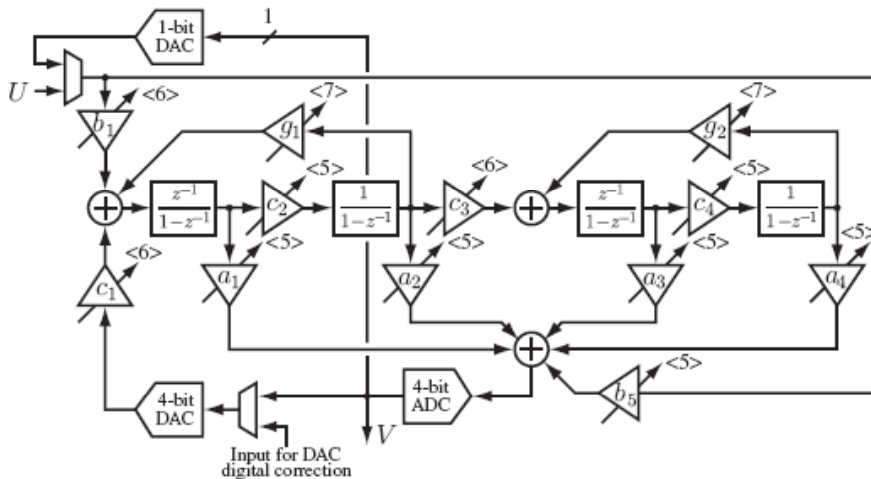 1-bit
DAC
1
U
<6>
b1
<7>
g1
<7>
g2
<5>
<6>
<5>
z^{-1}
1-z^{-1}
c2
1
1-z^{-1}
c3
z^{-1}
1-z^{-1}
c4
1
1-z^{-1}
<6>
<5>
<5>
<5>
<5>
c1
a1
a2
a3
a4
4-bit
DAC
4-bit
ADC
<5>
b5
V
Input for DAC
digital correction